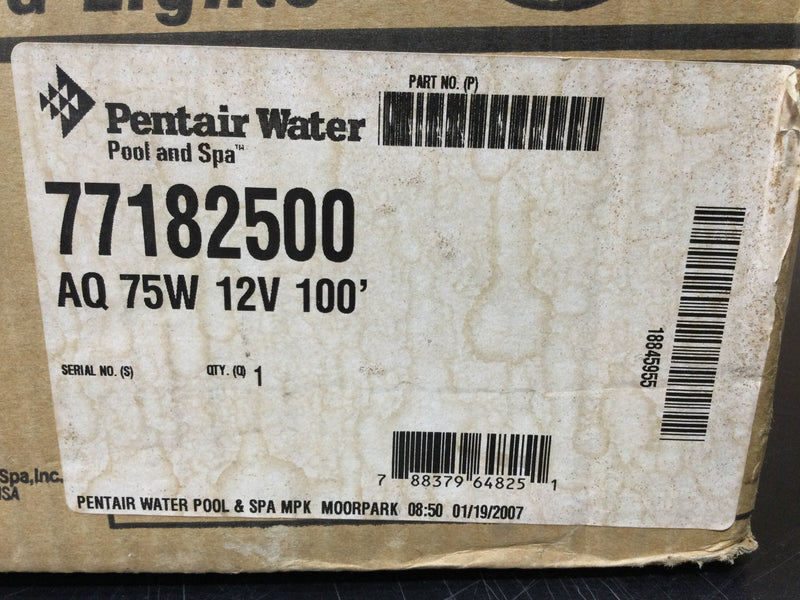 Lights
PART NO. (P)
Pentair Water
Pool and Spa™
77182500
AQ 75W 12V 100'
18845955
SERIAL NO. (S) QTY. (Q) 1
7 88379 64825 1
Spa, Inc.
USA
PENTAIR WATER POOL & SPA MPK MOORPARK 08:50 01/19/2007